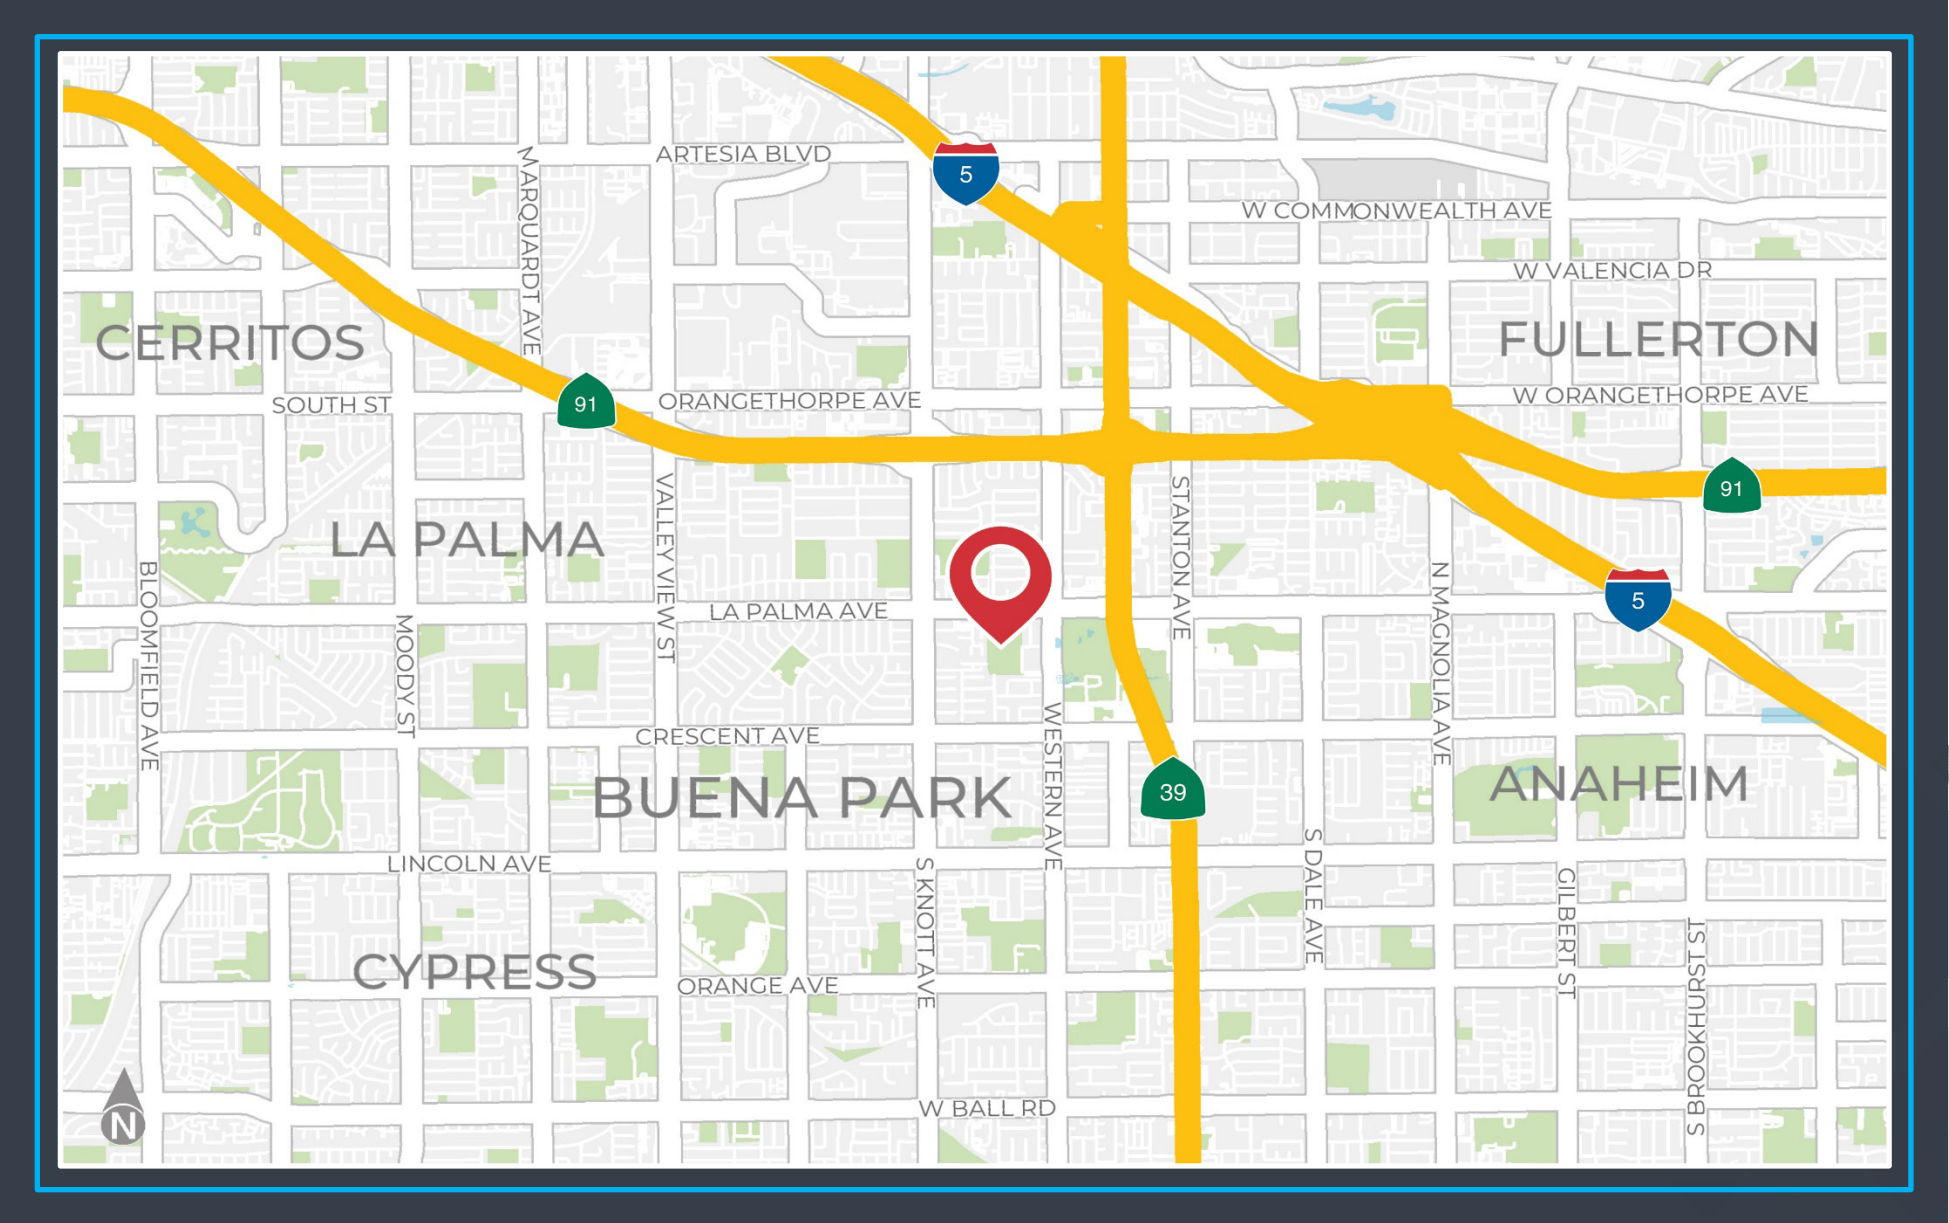 ARTESIA BLVD
5
MARQUARDT AVE
W COMMONWEALTH AVE
W VALENCIA DR
CERRITOS
FULLERTON
SOUTH ST
91
ORANGETHORPE AVE
W ORANGETHORPE AVE
91
LA PALMA
VALLEY VIEW ST
STANTON AVE
BLOOMFIELD AVE
N MAGNOLIA AVE
5
LA PALMA AVE
MOODY ST
CRESCENT AVE
WESTERN AVE
BUENA PARK
39
ANAHEIM
LINCOLN AVE
S KNOTT AVE
S DALE AVE
GILBERT ST
CYPRESS
ORANGE AVE
S BROOKHURST ST
W BALL RD
N